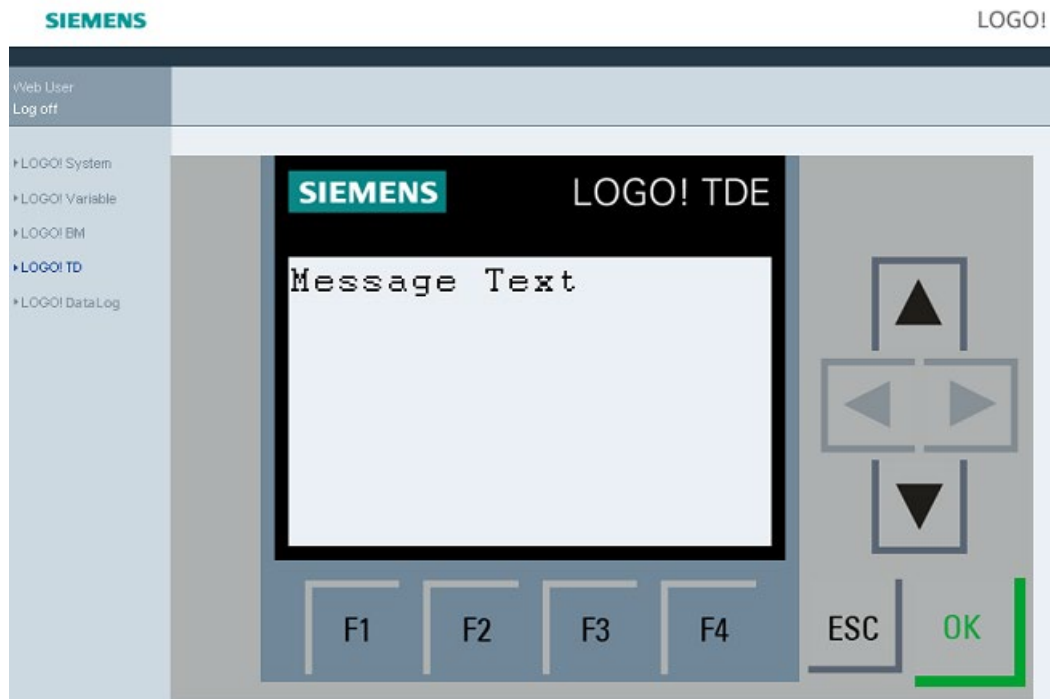 SIEMENS LOGO!
Web User
Log off
LOGO! System
LOGO! Variable
LOGO! BM
LOGO! TD
LOGO! DataLog
SIEMENS LOGO! TDE
Message Text
F1 F2 F3 F4 ESC OK